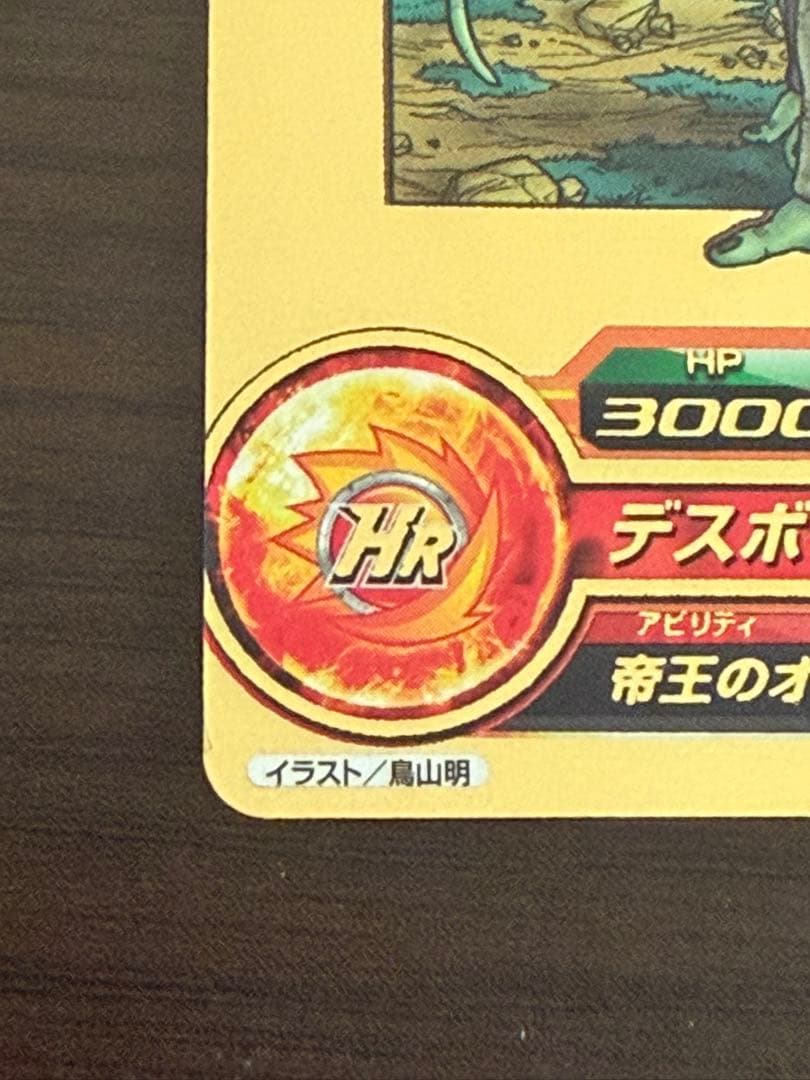 HP
3000
デスボ
HR
アビリティ
帝王のオ
イラスト／鳥山明